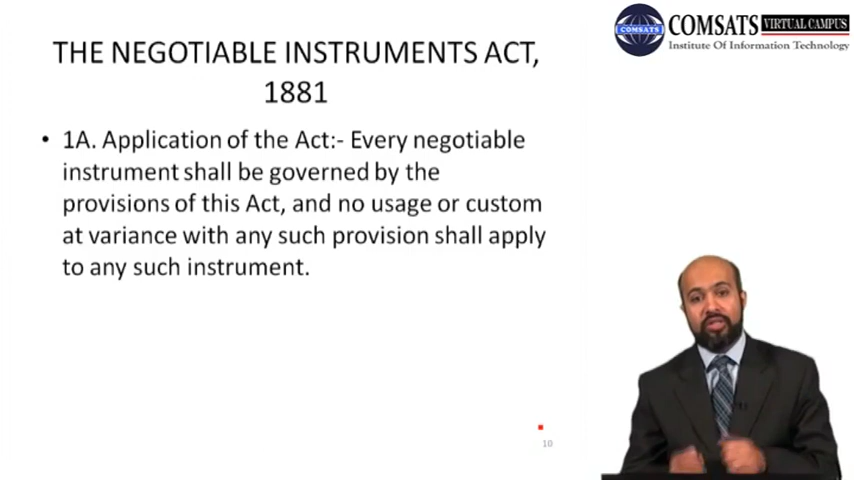 COMSATS VIRTUAL CAMPUS
COMSATS
Institute Of Information Technology
THE NEGOTIABLE INSTRUMENTS ACT,
1881
• 1A. Application of the Act:- Every negotiable
instrument shall be governed by the
provisions of this Act, and no usage or custom
at variance with any such provision shall apply
to any such instrument.
10